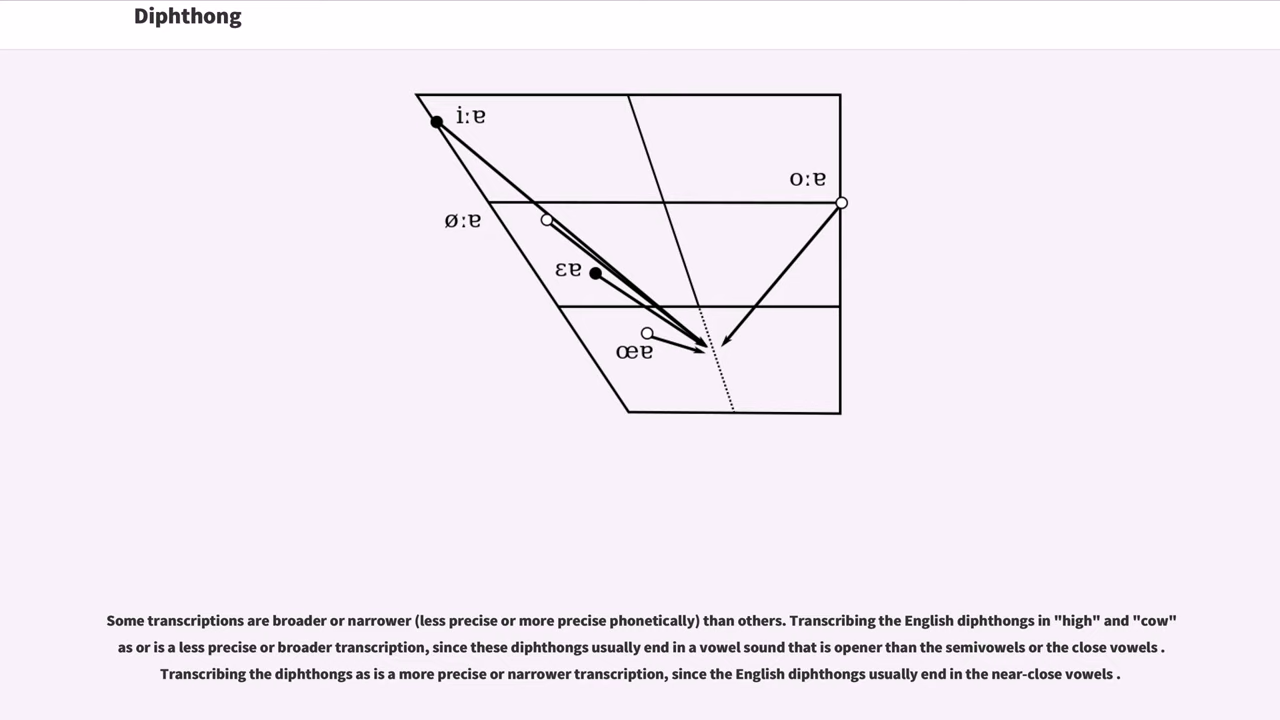 Diphthong
iːɐ
oːɐ
øːɐ
ɛɐ
œɐ
Some transcriptions are broader or narrower (less precise or more precise phonetically) than others. Transcribing the English diphthongs in "high" and "cow"
as or is a less precise or broader transcription, since these diphthongs usually end in a vowel sound that is opener than the semivowels or the close vowels .
Transcribing the diphthongs as is a more precise or narrower transcription, since the English diphthongs usually end in the near-close vowels .